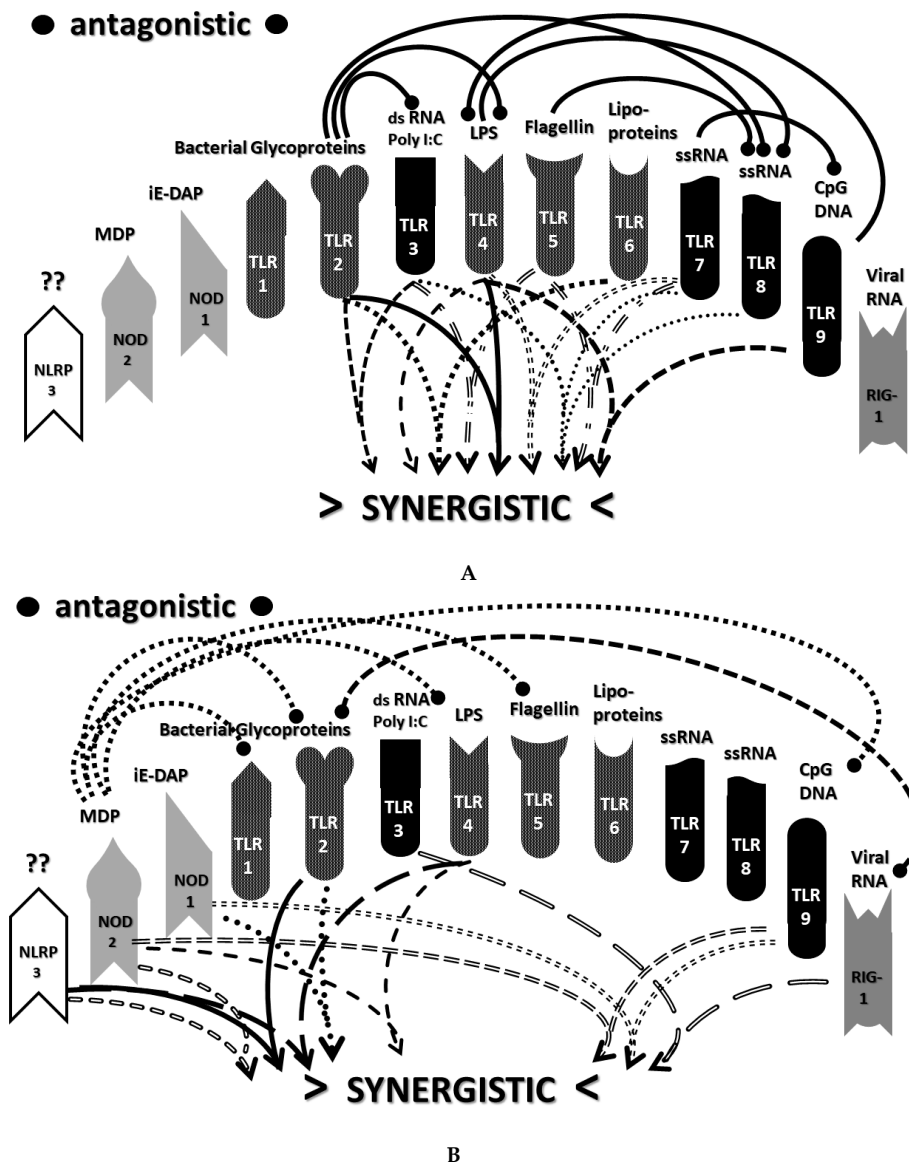 antagonistic
ds RNA
Poly I:C
LPS
Flagellin
Lipo-
proteins
Bacterial Glycoproteins
ssRNA
ssRNA
CpG
DNA
iE-DAP
MDP
??
Viral
RNA
TLR
1
TLR
2
TLR
3
TLR
4
TLR
5
TLR
6
TLR
7
TLR
8
TLR
9
NOD
1
NOD
2
NLRP
3
RIG-
1
> SYNERGISTIC <
A
antagonistic
ds RNA
Poly I:C
LPS
Flagellin
Lipo-
proteins
Bacterial Glycoproteins
ssRNA
ssRNA
CpG
DNA
iE-DAP
MDP
??
Viral
RNA
TLR
1
TLR
2
TLR
3
TLR
4
TLR
5
TLR
6
TLR
7
TLR
8
TLR
9
NOD
1
NOD
2
NLRP
3
RIG-
1
> SYNERGISTIC <
B